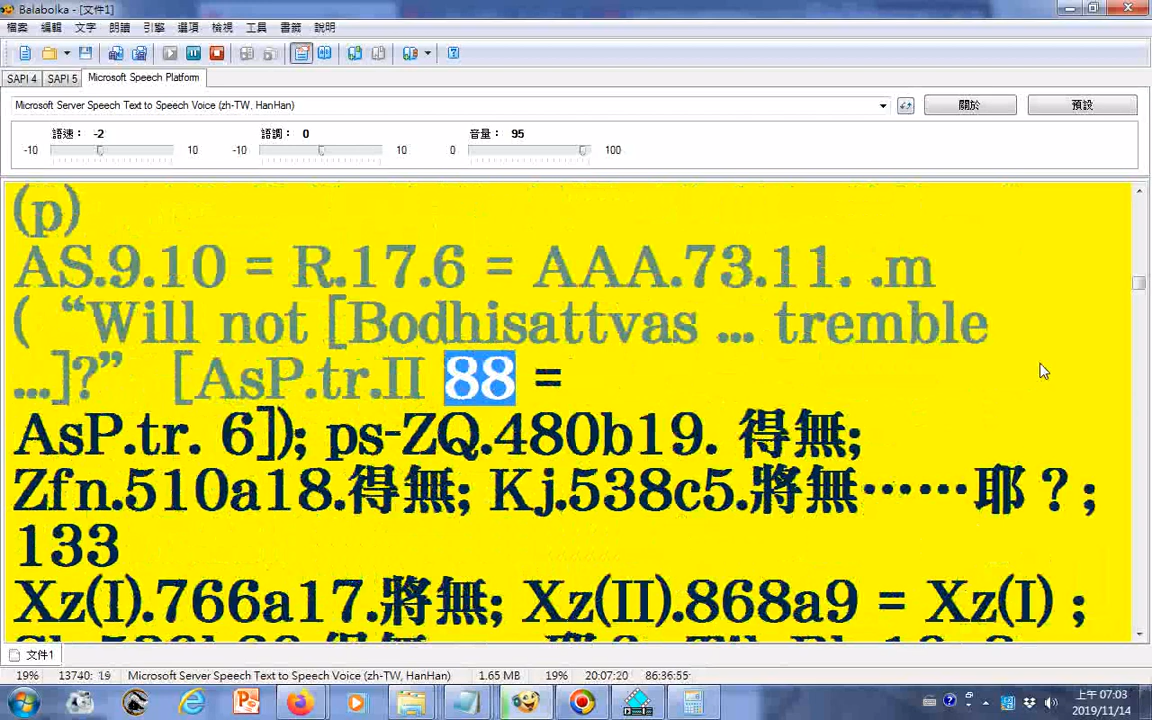 Balabolka - [文件1]
檔案 編輯 文字 朗讀 引擎 選項 檢視 工具 書籤 說明
SAPI 4 SAPI 5 Microsoft Speech Platform
Microsoft Server Speech Text to Speech Voice (zh-TW, HanHan) 關於 預設
語速： -2 語調： 0 音量： 95
-10 10 -10 10 0 100
(p)
AS.9.10 = R.17.6 = AAA.73.11. .m
( “Will not [Bodhisattvas ... tremble
...]?” [AsP.tr.II 88 =
AsP.tr. 6]); ps-ZQ.480b19. 得無;
Zfn.510a18.得無; Kj.538c5.將無……耶？;
133
Xz(I).766a17.將無; Xz(II).868a9 = Xz(I) ;
文件1
19% 13740: 19 Microsoft Server Speech Text to Speech Voice (zh-TW, HanHan) 1.65 MB 19% 20:07:20 86:36:55
上午 07:03
2019/11/14